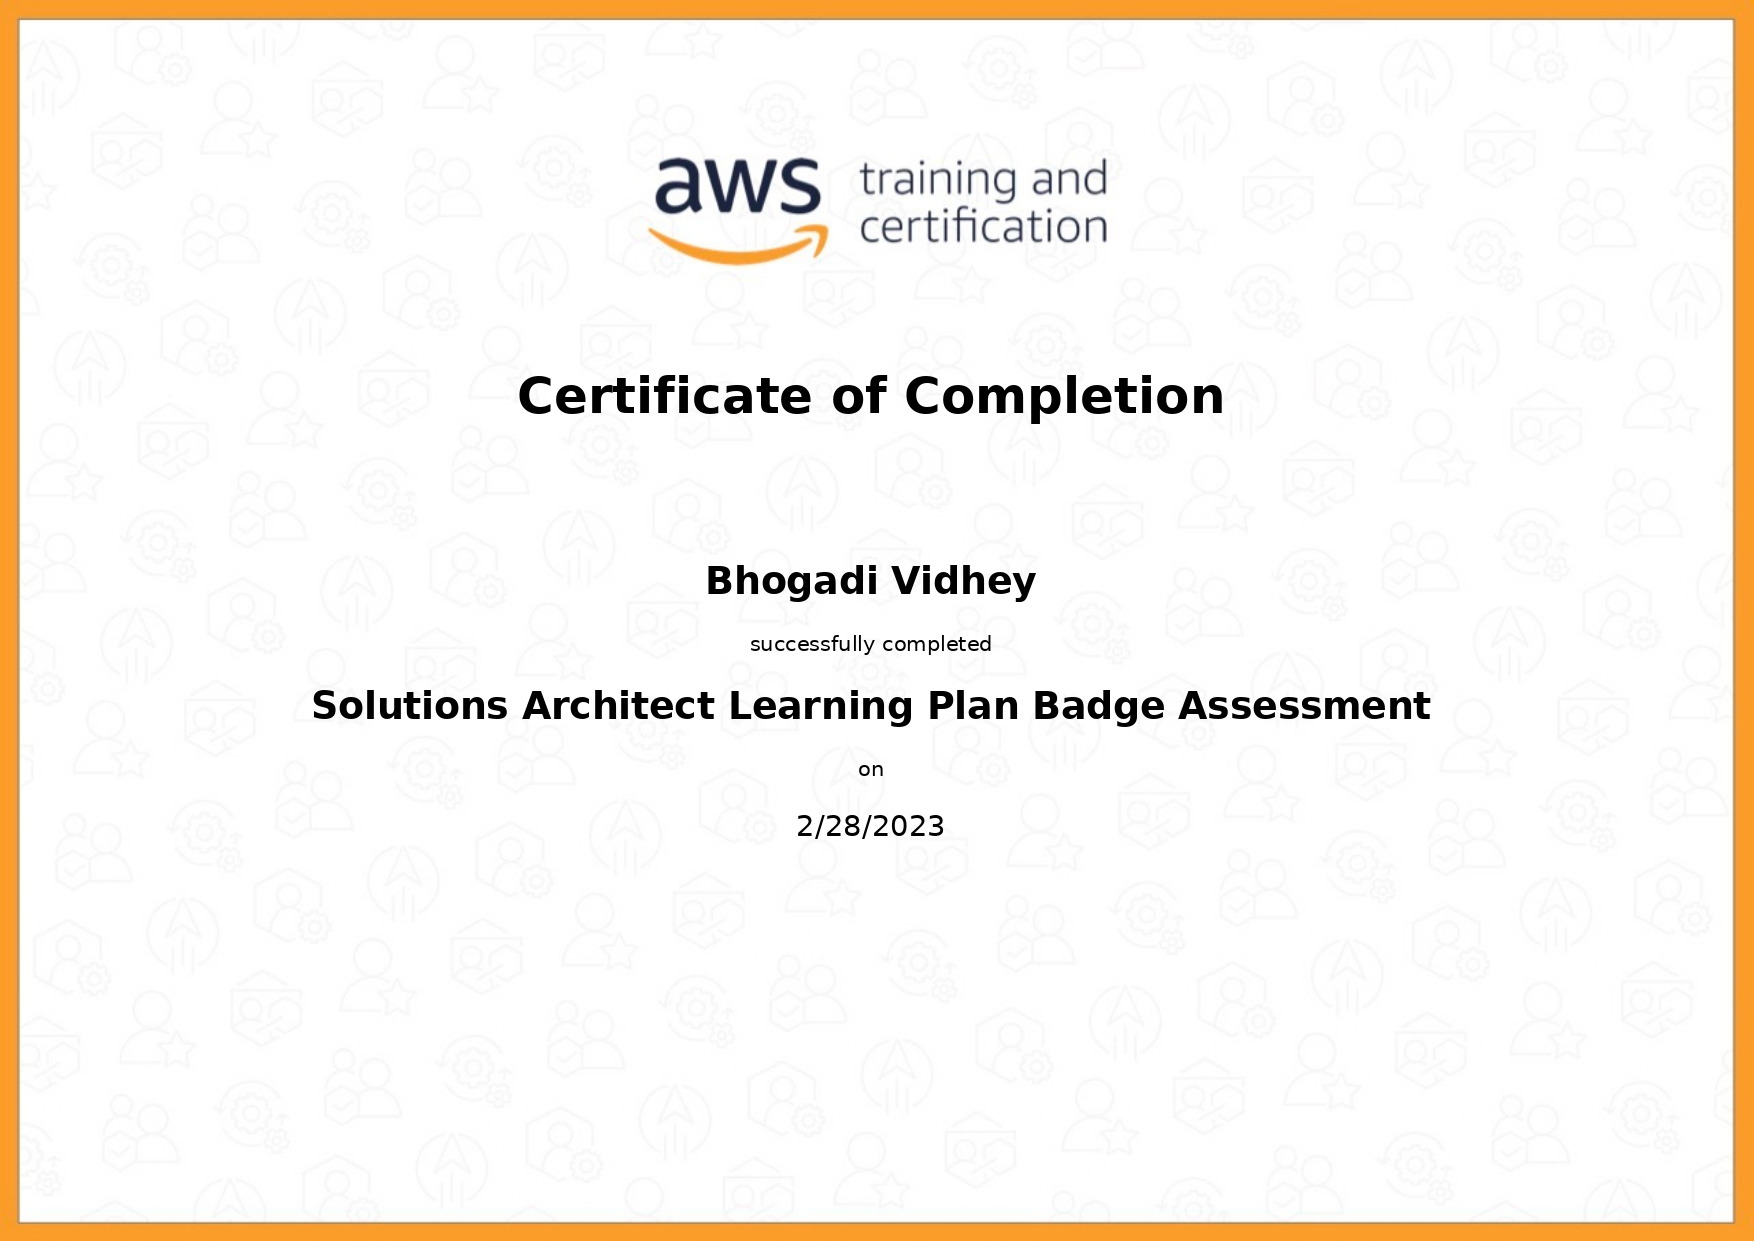 aws training and
certification
Certificate of Completion
Bhogadi Vidhey
successfully completed
Solutions Architect Learning Plan Badge Assessment
on
2/28/2023